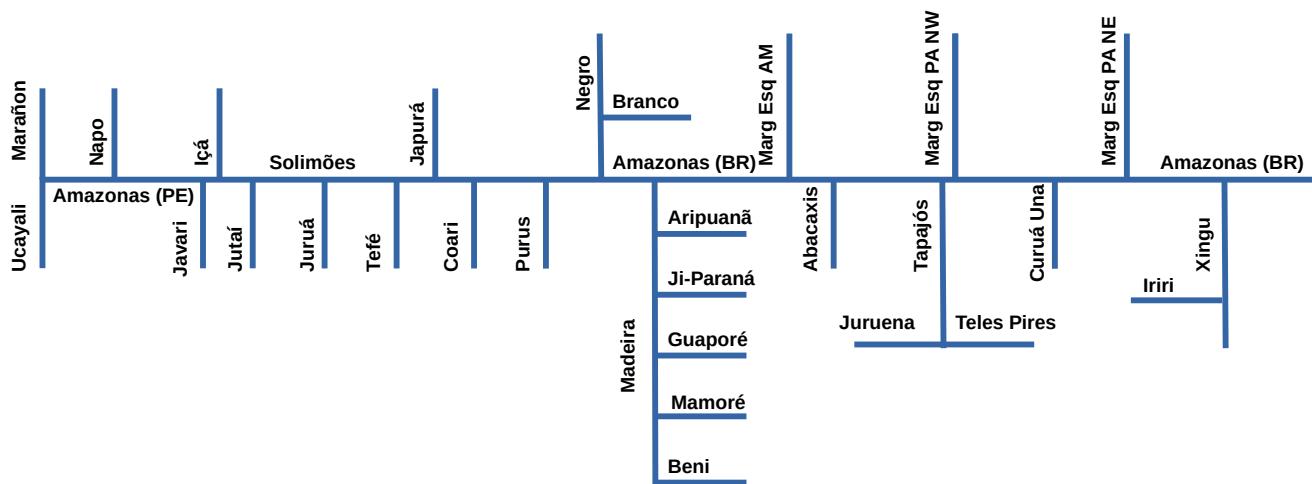 Marañon
Napo
Içá
Solimões
Japurá
Negro
Branco
Amazonas (BR)
Marg Esq AM
Marg Esq PA NW
Marg Esq PA NE
Amazonas (BR)
Ucayali
Amazonas (PE)
Javari
Jutaí
Juruá
Tefé
Coari
Purus
Madeira
Aripuanã
Ji-Paraná
Guaporé
Mamoré
Beni
Abacaxis
Tapajós
Juruena
Teles Pires
Curuá Una
Iriri
Xingu